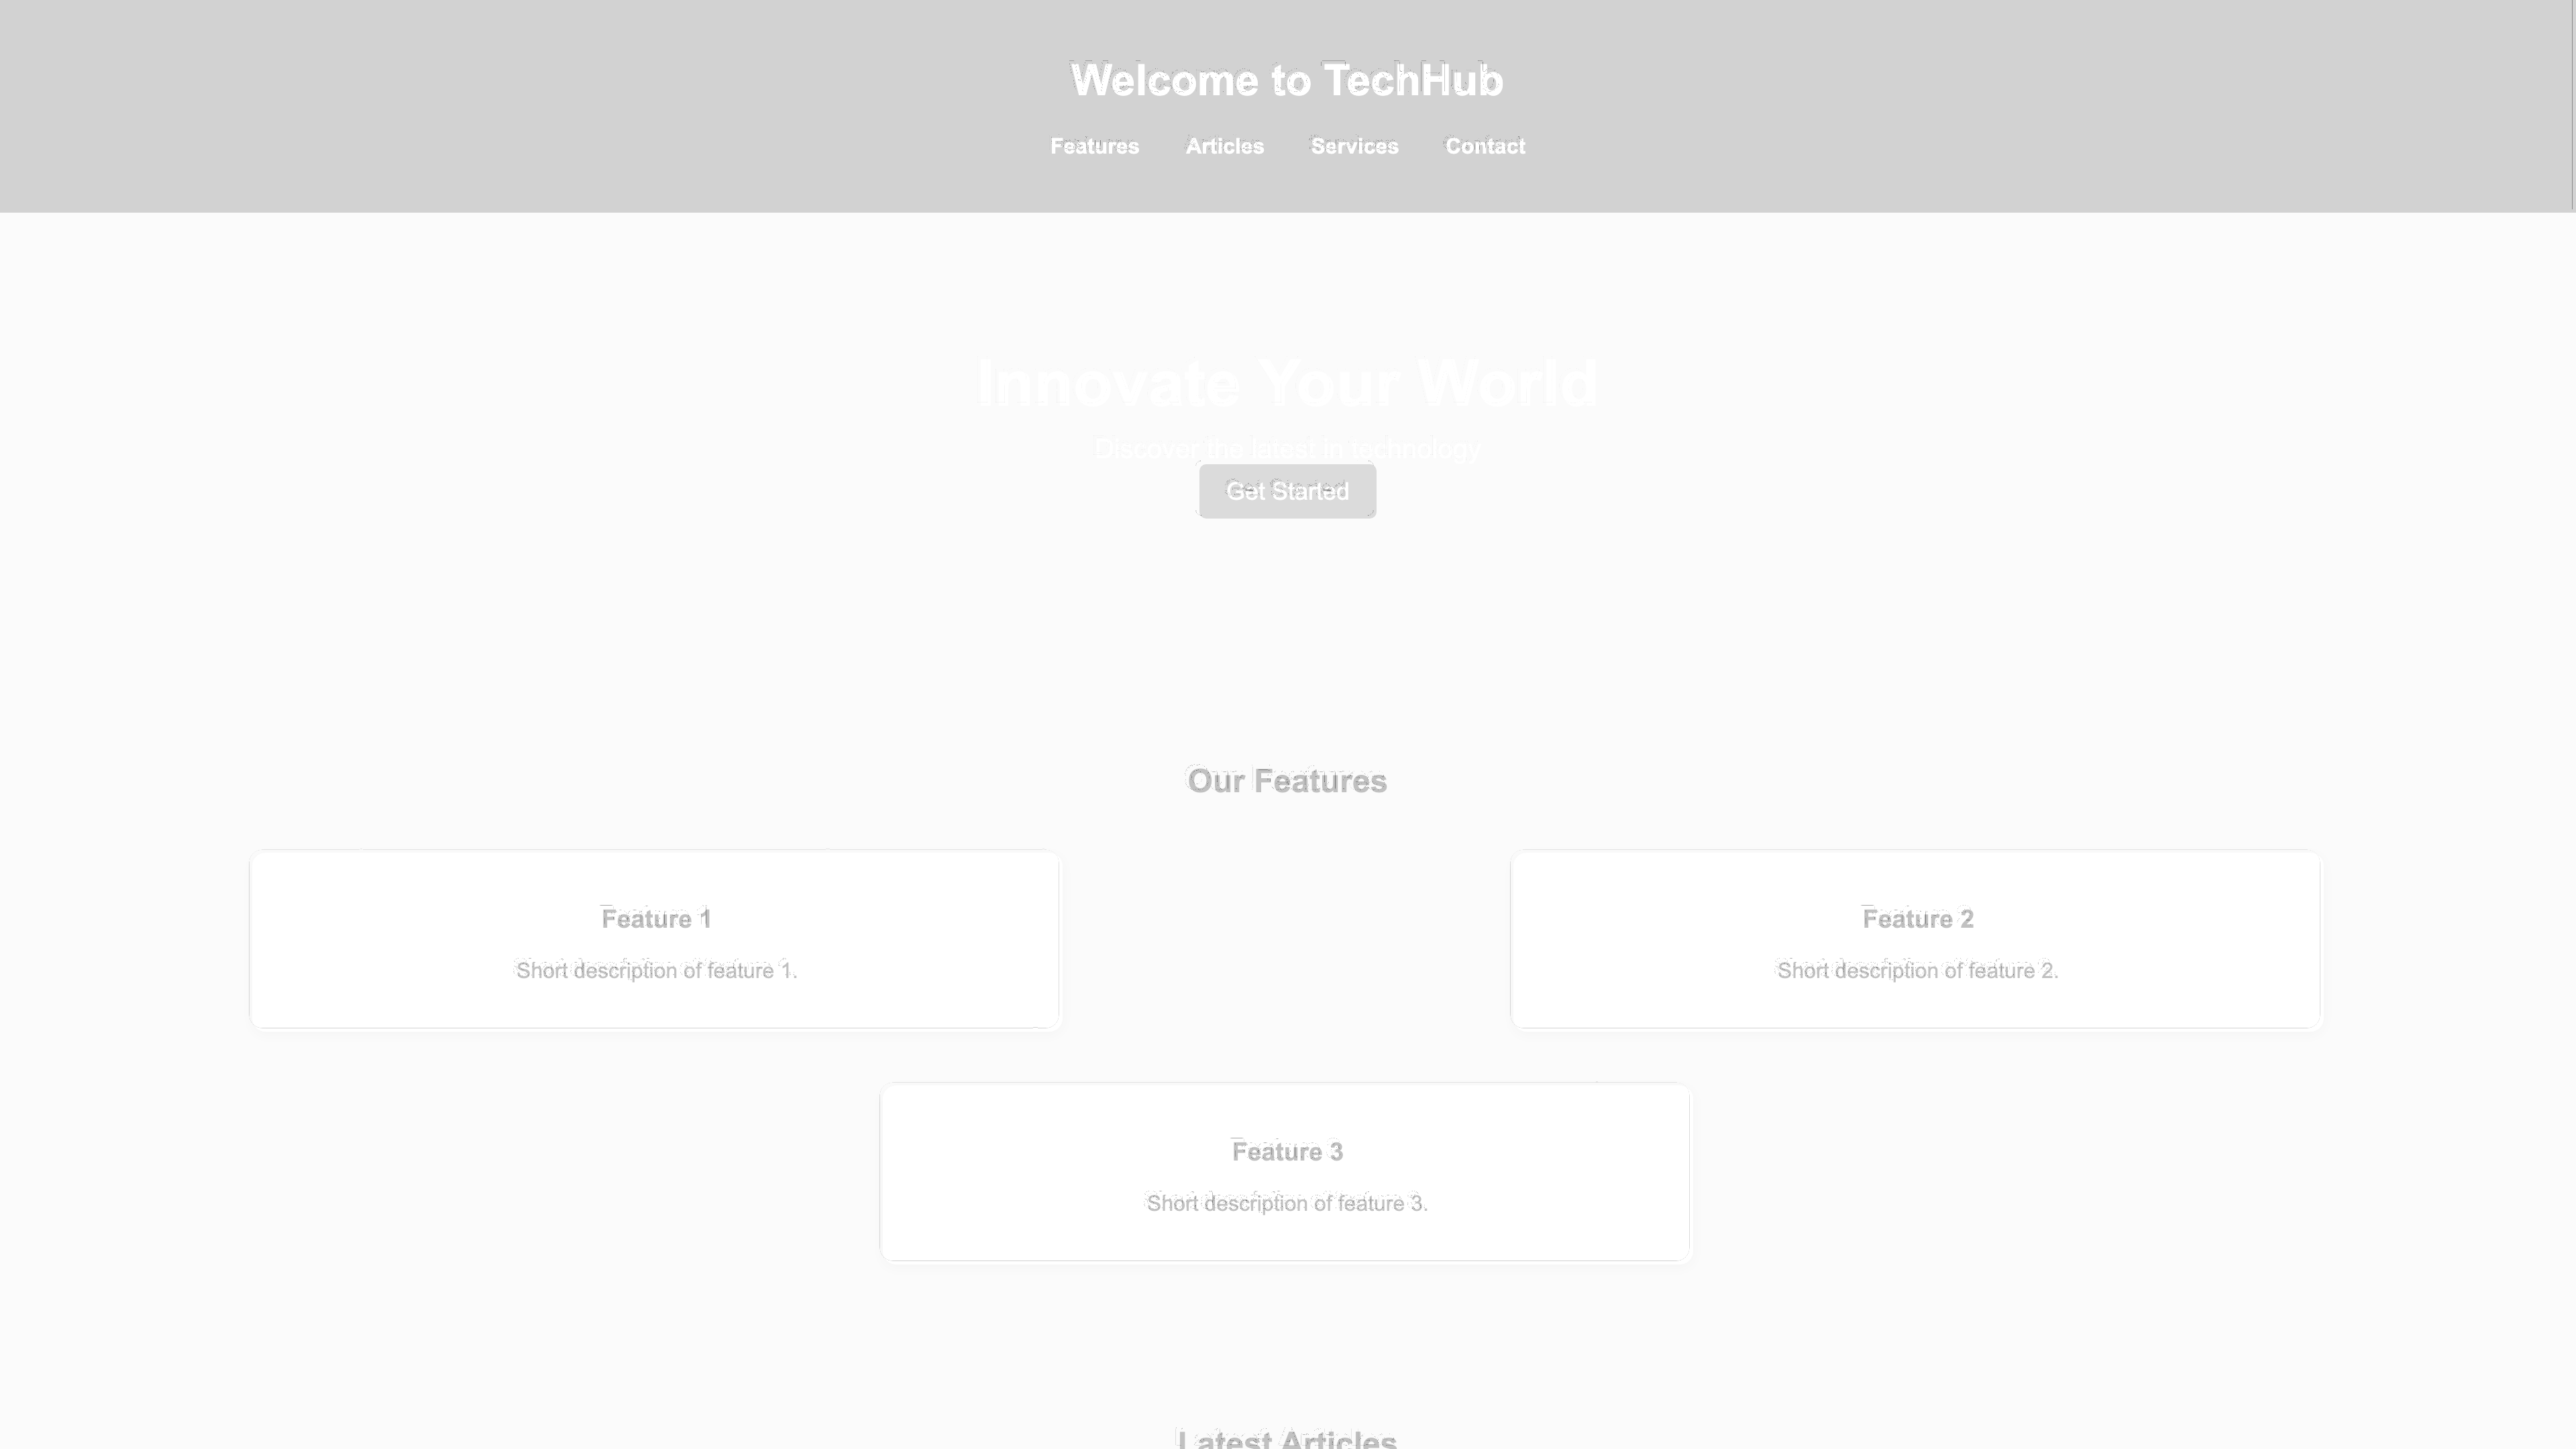 Welcome to TechHub
Features Articles Services Contact
Innovate Your World
Discover the latest in technology
Get Started
Our Features
Feature 1
Short description of feature 1.
Feature 2
Short description of feature 2.
Feature 3
Short description of feature 3.
Latest Articles